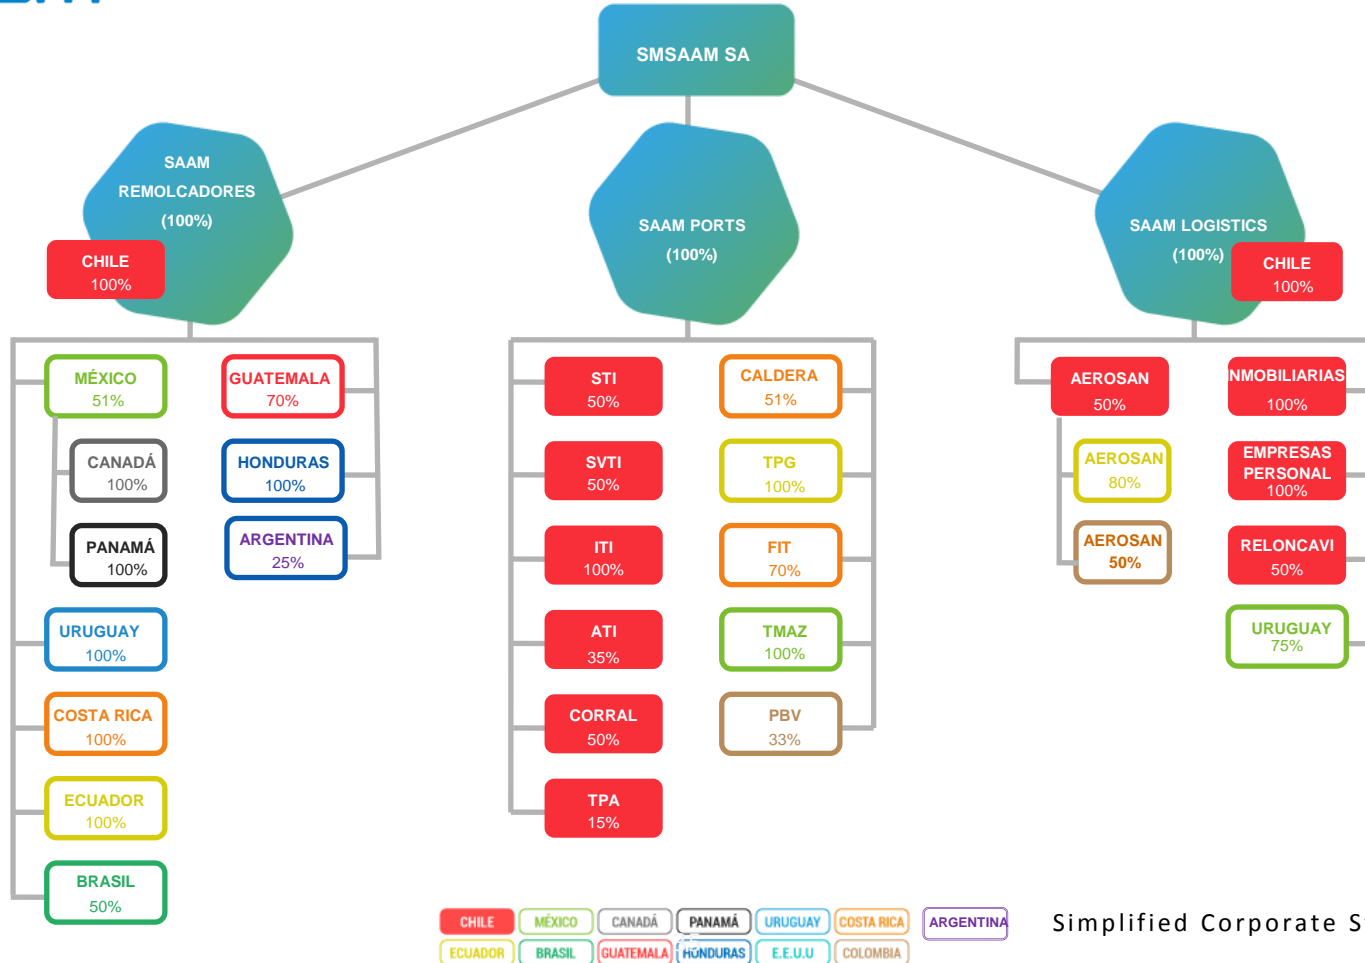 SMSAAM SA
SAAM
REMOLCADORES
(100%)
CHILE
100%
SAAM PORTS
(100%)
SAAM LOGISTICS
(100%)
CHILE
100%
MÉXICO
51%
CANADÁ
100%
PANAMÁ
100%
URUGUAY
100%
COSTA RICA
100%
ECUADOR
100%
BRASIL
50%
GUATEMALA
70%
HONDURAS
100%
ARGENTINA
25%
STI
50%
SVTI
50%
ITI
100%
ATI
35%
CORRAL
50%
TPA
15%
CALDERA
51%
TPG
100%
FIT
70%
TMAZ
100%
PBV
33%
AEROSAN
50%
AEROSAN
80%
AEROSAN
50%
NMOBILIARIAS
100%
EMPRESAS
PERSONAL
100%
RELONCAVI
50%
URUGUAY
75%
CHILE MÉXICO CANADÁ PANAMÁ URUGUAY COSTA RICA ARGENTINA
ECUADOR BRASIL GUATEMALA HONDURAS E.E.U.U COLOMBIA
Simplified Corporate S